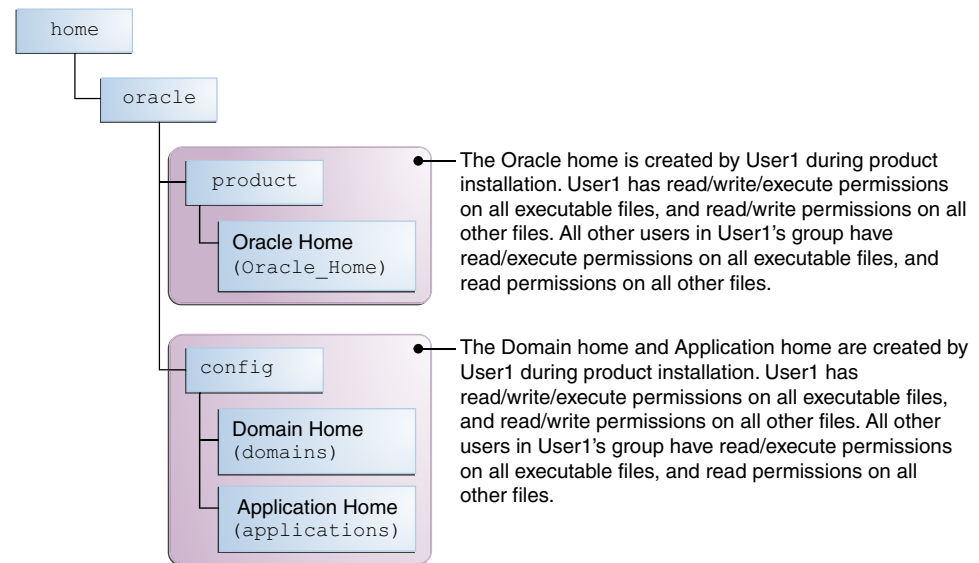 home
oracle
product
Oracle Home
(Oracle_Home)
The Oracle home is created by User1 during product
installation. User1 has read/write/execute permissions
on all executable files, and read/write permissions on all
other files. All other users in User1's group have
read/execute permissions on all executable files, and
read permissions on all other files.
config
Domain Home
(domains)
Application Home
(applications)
The Domain home and Application home are created by
User1 during product installation. User1 has
read/write/execute permissions on all executable files,
and read/write permissions on all other files. All other
users in User1's group have read/execute permissions
on all executable files, and read permissions on all
other files.